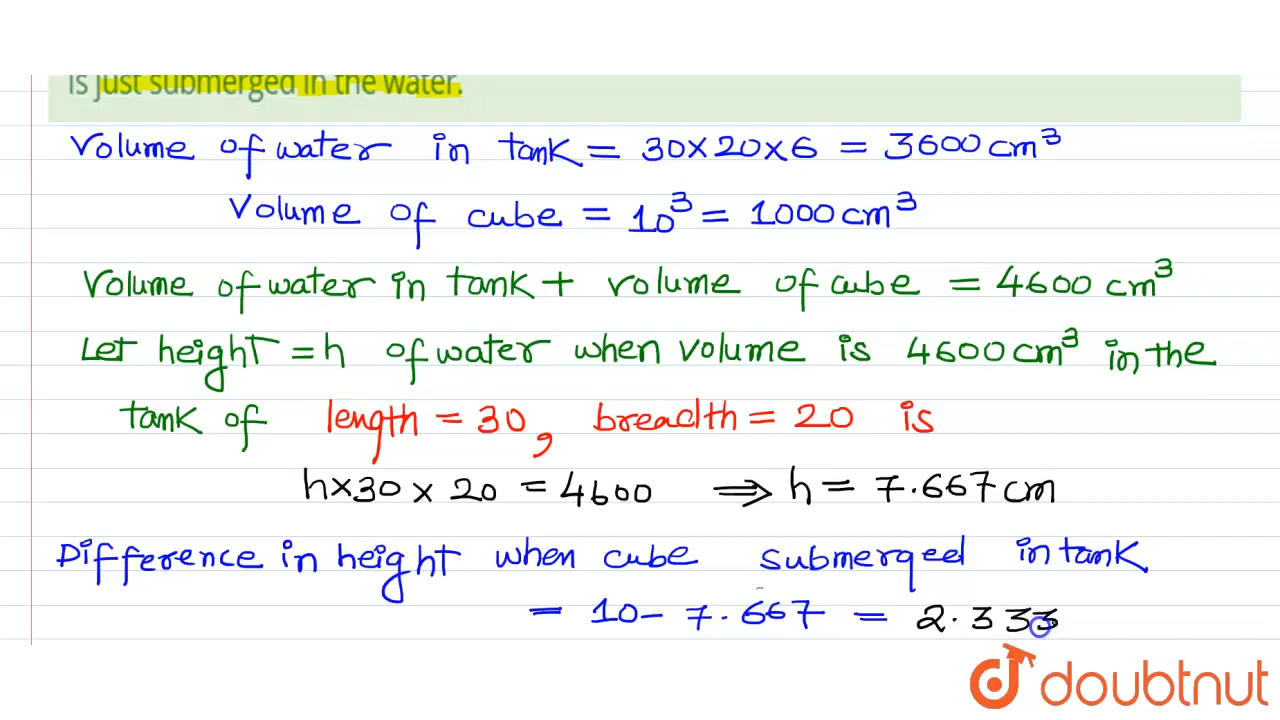 is just submerged in the water.
Volume of water in tank = 30×20×6 = 3600 cm³
Volume of cube = 10³ = 1000 cm³
Volume of water in tank + volume of cube = 4600 cm³
Let height = h of water when volume is 4600 cm³ in the
tank of length = 30, breadth = 20 is
h×30×20 = 4600 ⟹ h = 7.667 cm
Difference in height when cube submerged in tank
= 10 - 7.667 = 2.333
doubtnut